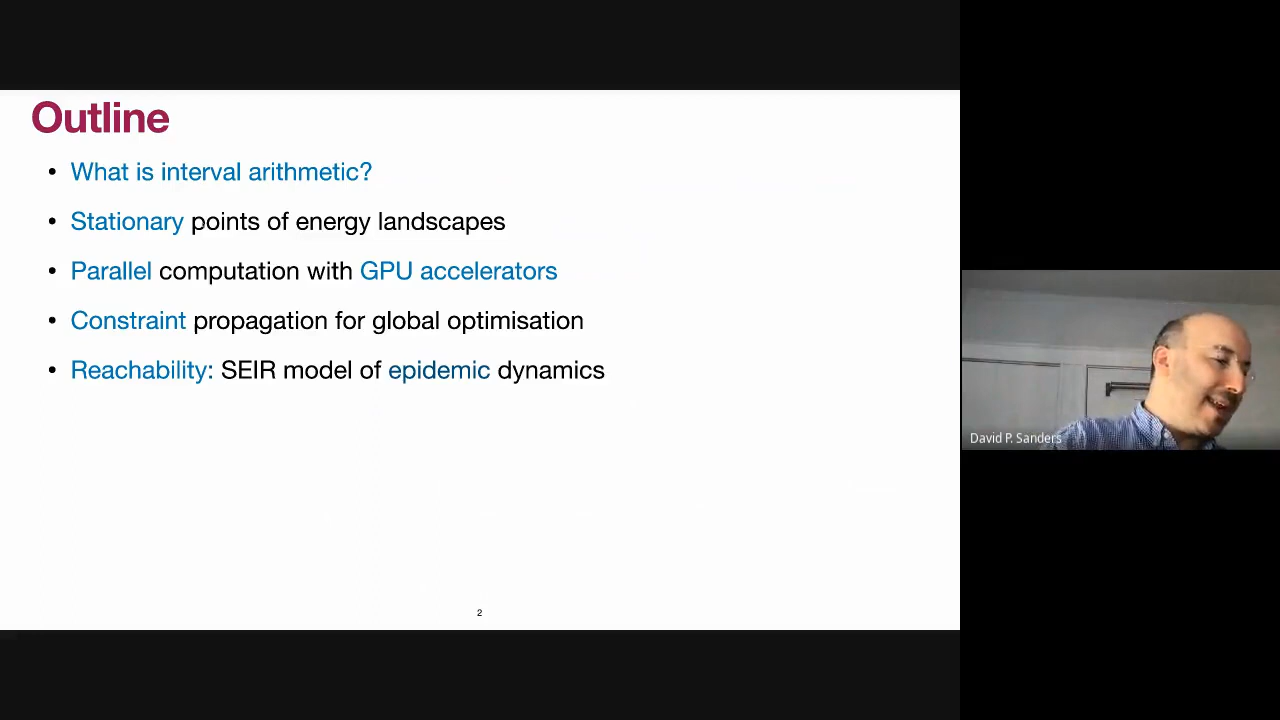 Outline
• What is interval arithmetic?
• Stationary points of energy landscapes
• Parallel computation with GPU accelerators
• Constraint propagation for global optimisation
• Reachability: SEIR model of epidemic dynamics
2
David P. Sanders